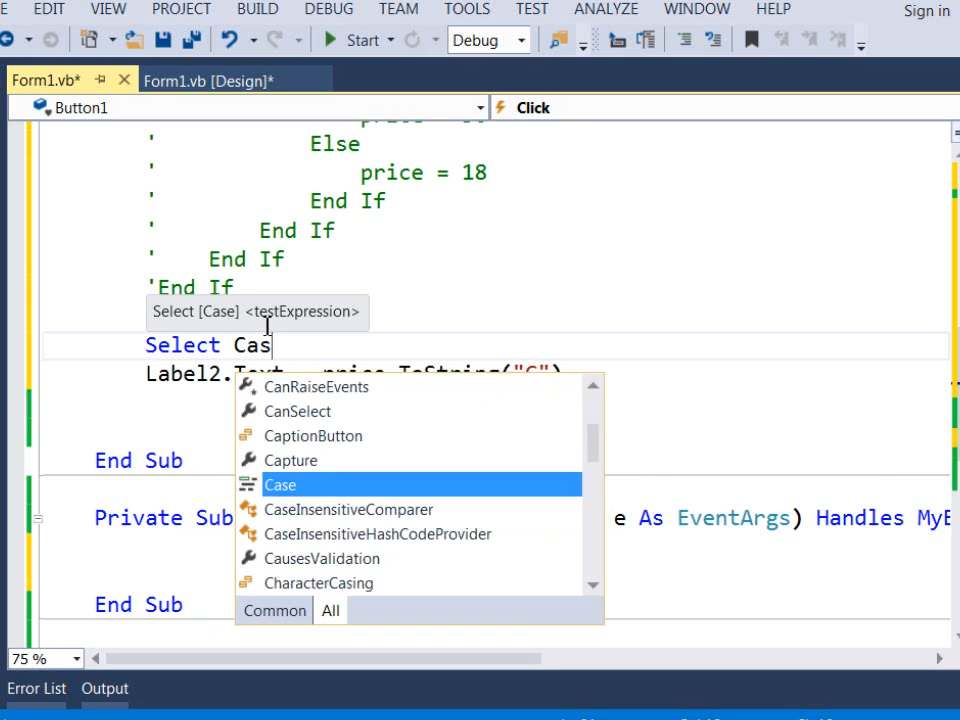 EDIT VIEW PROJECT BUILD DEBUG TEAM TOOLS TEST ANALYZE WINDOW HELP
Sign in
Start Debug
Form1.vb* Form1.vb [Design]*
Button1 Click
' Else
' price = 18
' End If
' End If
' End If
'End If
Select [Case] <testExpression>
Select Cas
Label2.Text price.ToString("C")
CanRaiseEvents
CanSelect
CaptionButton
Capture
Case
CaseInsensitiveComparer
CaseInsensitiveHashCodeProvider
CausesValidation
CharacterCasing
Common All
End Sub
Private Sub e As EventArgs) Handles MyB
End Sub
75 %
Error List Output